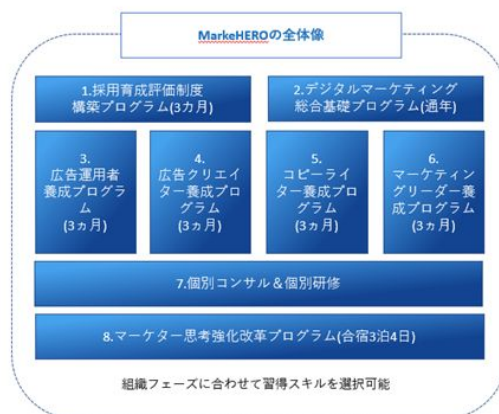 MarkeHEROの全体像
1.採用育成評価制度
構築プログラム(3カ月)
2.デジタルマーケティング
総合基礎プログラム(通年)
3.
広告運用者
養成プログラ
ム
(3ヵ月)
4.
広告クリエイ
ター養成プロ
グラム
(3ヵ月)
5.
コピーライ
ター養成プロ
グラム
(3ヵ月)
6.
マーケティン
グリーダー養
成プログラム
(3ヵ月)
7.個別コンサル＆個別研修
8.マーケター思考強化改革プログラム(合宿3泊4日)
組織フェーズに合わせて習得スキルを選択可能